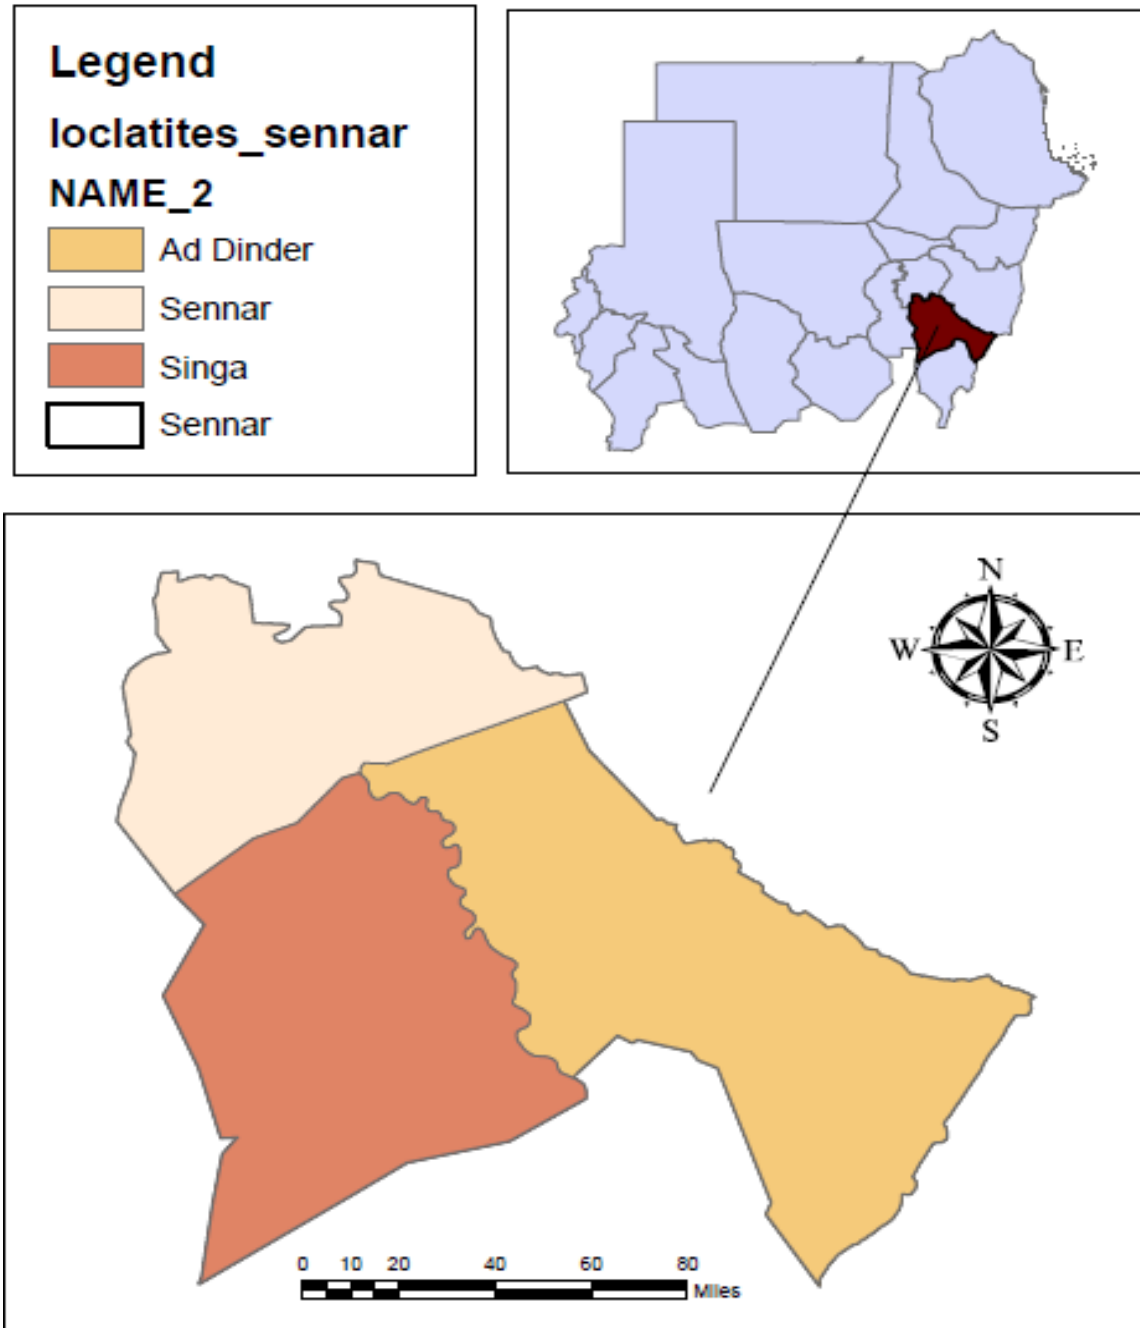 Legend
loclatites_sennar
NAME_2
Ad Dinder
Sennar
Singa
Sennar
N
W E
S
0 10 20 40 60 80
Miles